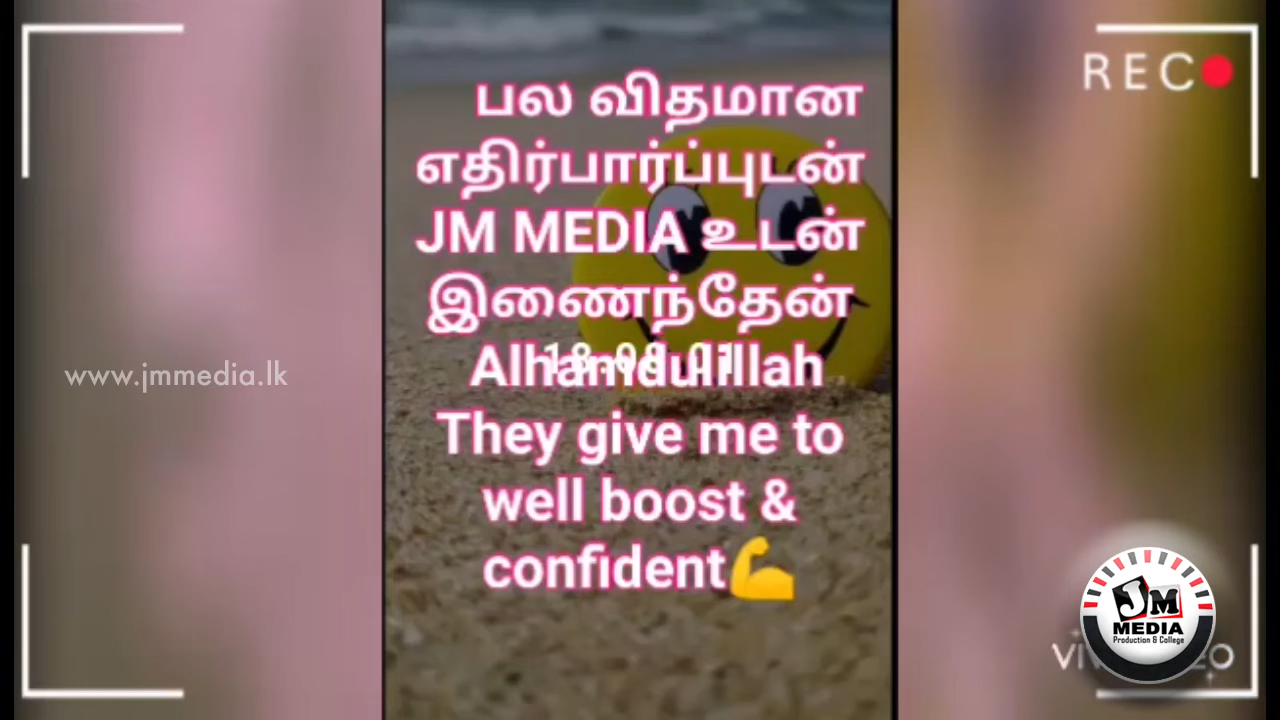 REC
பல விதமான
எதிர்பார்ப்புடன்
JM MEDIA உடன்
இணைந்தேன்
Alhamdulilllah
They give me to
well boost &
confident💪
www.jmmedia.lk
JM
MEDIA
Production & College